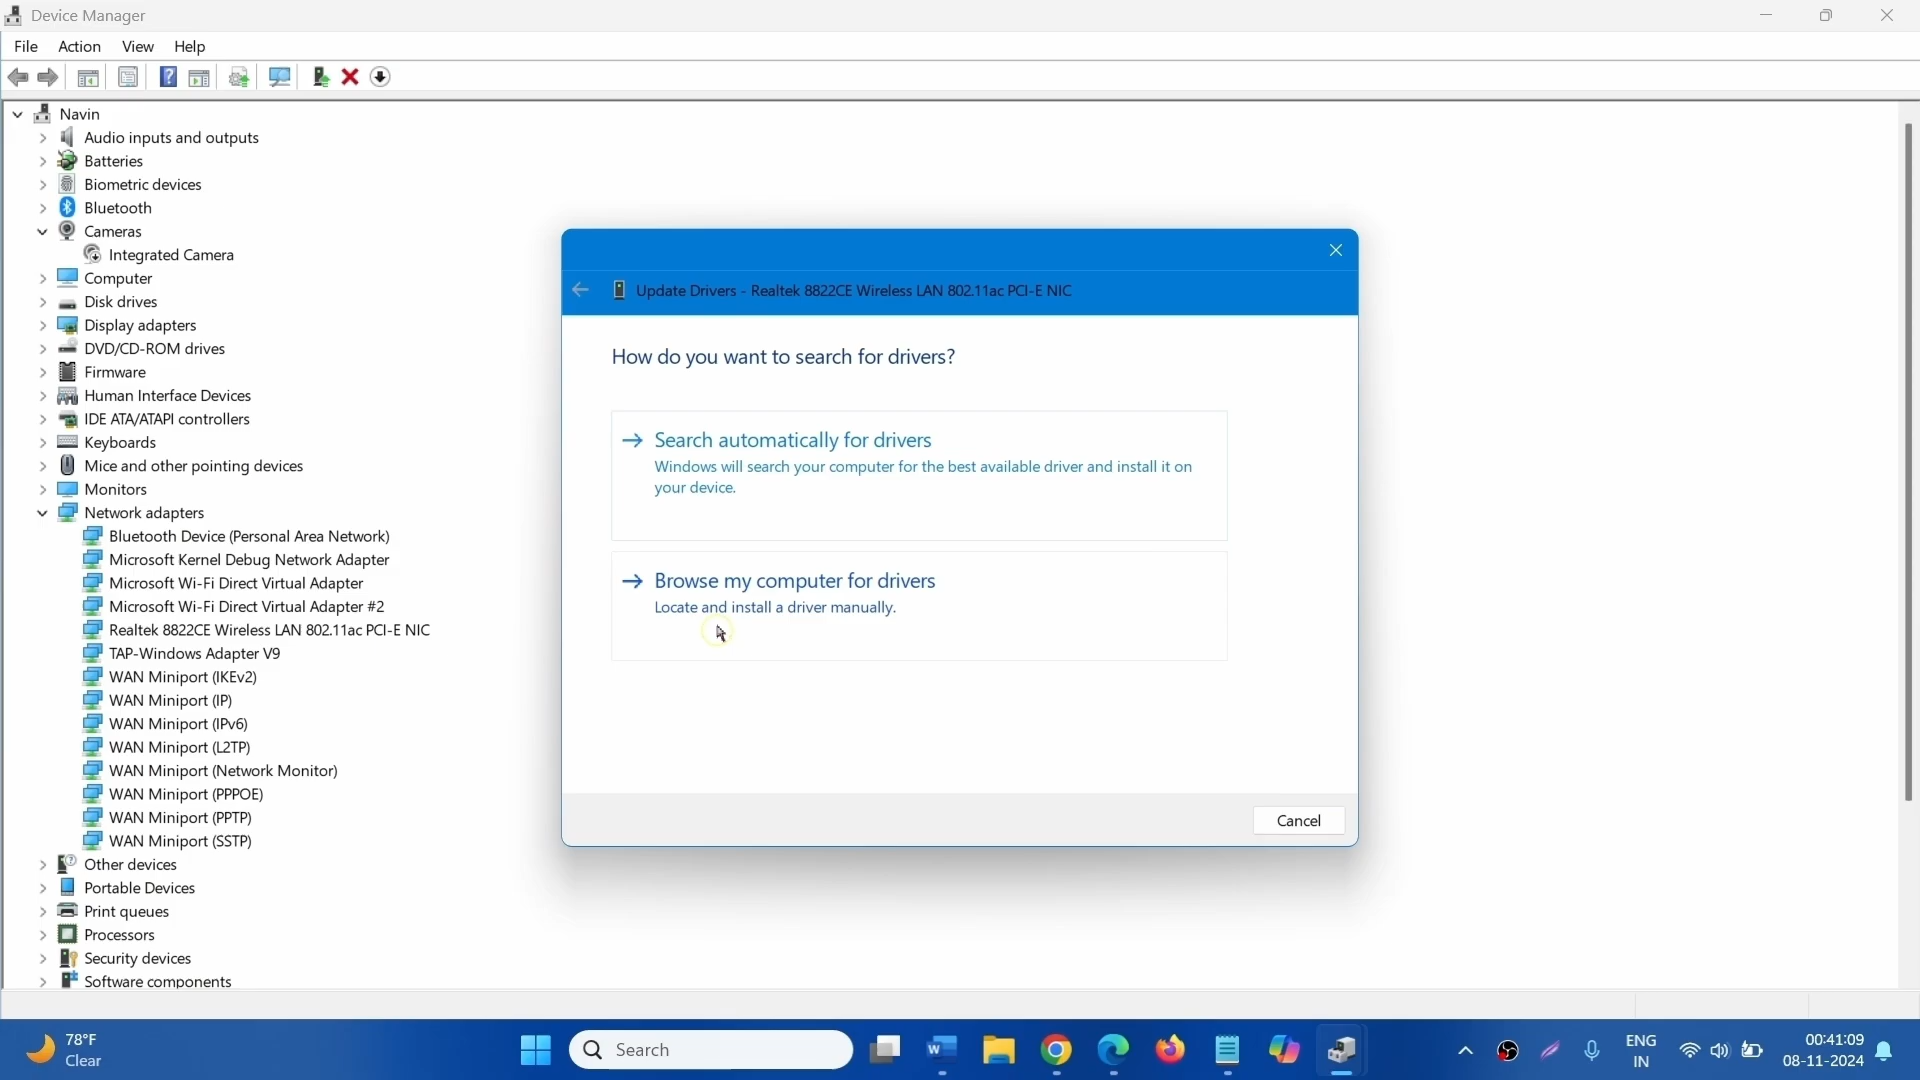 Device Manager
File Action View Help
Navin
Audio inputs and outputs
Batteries
Biometric devices
Bluetooth
Cameras
Integrated Camera
Computer
Disk drives
Display adapters
DVD/CD-ROM drives
Firmware
Human Interface Devices
IDE ATA/ATAPI controllers
Keyboards
Mice and other pointing devices
Monitors
Network adapters
Bluetooth Device (Personal Area Network)
Microsoft Kernel Debug Network Adapter
Microsoft Wi-Fi Direct Virtual Adapter
Microsoft Wi-Fi Direct Virtual Adapter #2
Realtek 8822CE Wireless LAN 802.11ac PCI-E NIC
TAP-Windows Adapter V9
WAN Miniport (IKEv2)
WAN Miniport (IP)
WAN Miniport (IPv6)
WAN Miniport (L2TP)
WAN Miniport (Network Monitor)
WAN Miniport (PPPOE)
WAN Miniport (PPTP)
WAN Miniport (SSTP)
Other devices
Portable Devices
Print queues
Processors
Security devices
Software components
Update Drivers - Realtek 8822CE Wireless LAN 802.11ac PCI-E NIC
How do you want to search for drivers?
Search automatically for drivers
Windows will search your computer for the best available driver and install it on
your device.
Browse my computer for drivers
Locate and install a driver manually.
Cancel
78°F
Clear
Search
ENG
IN
00:41:09
08-11-2024